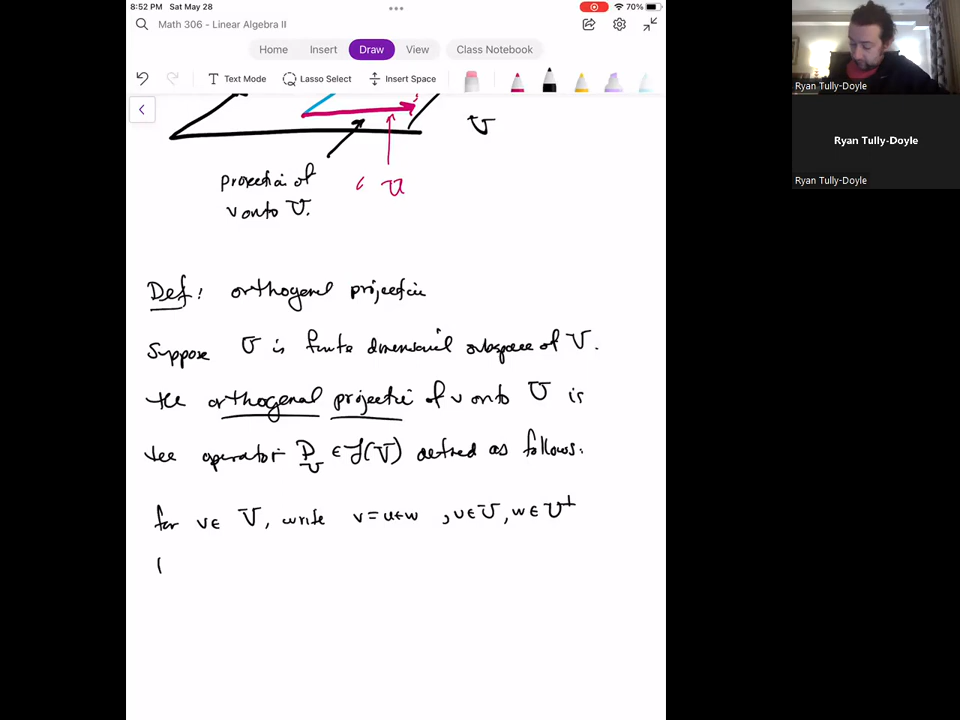 8:52 PM Sat May 28
70%
Math 306 - Linear Algebra II
Home Insert Draw View Class Notebook
Text Mode Lasso Select Insert Space
U
projection of
v onto U.
u
Def: orthogonal projection
Suppose U is finite dimensional subspace of V.
the orthogonal projection of v onto U is
the operator P_U ∈ L(V) defined as follows:
for v ∈ V, write v = u + w , u ∈ U, w ∈ U⊥
Ryan Tully-Doyle
Ryan Tully-Doyle
Ryan Tully-Doyle